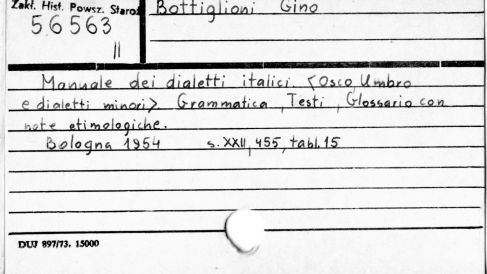 Zakł. Hist. Powsz. Staroż
56563
II
Bottiglioni Gino
Manuale dei dialetti italici. <Osco, Umbro
e dialetti minori> Grammatica, Testi, Glossario con
note etimologiche.
Bologna 1954 s. XXII, 455, tabl. 15
DUJ 897/73. 15000